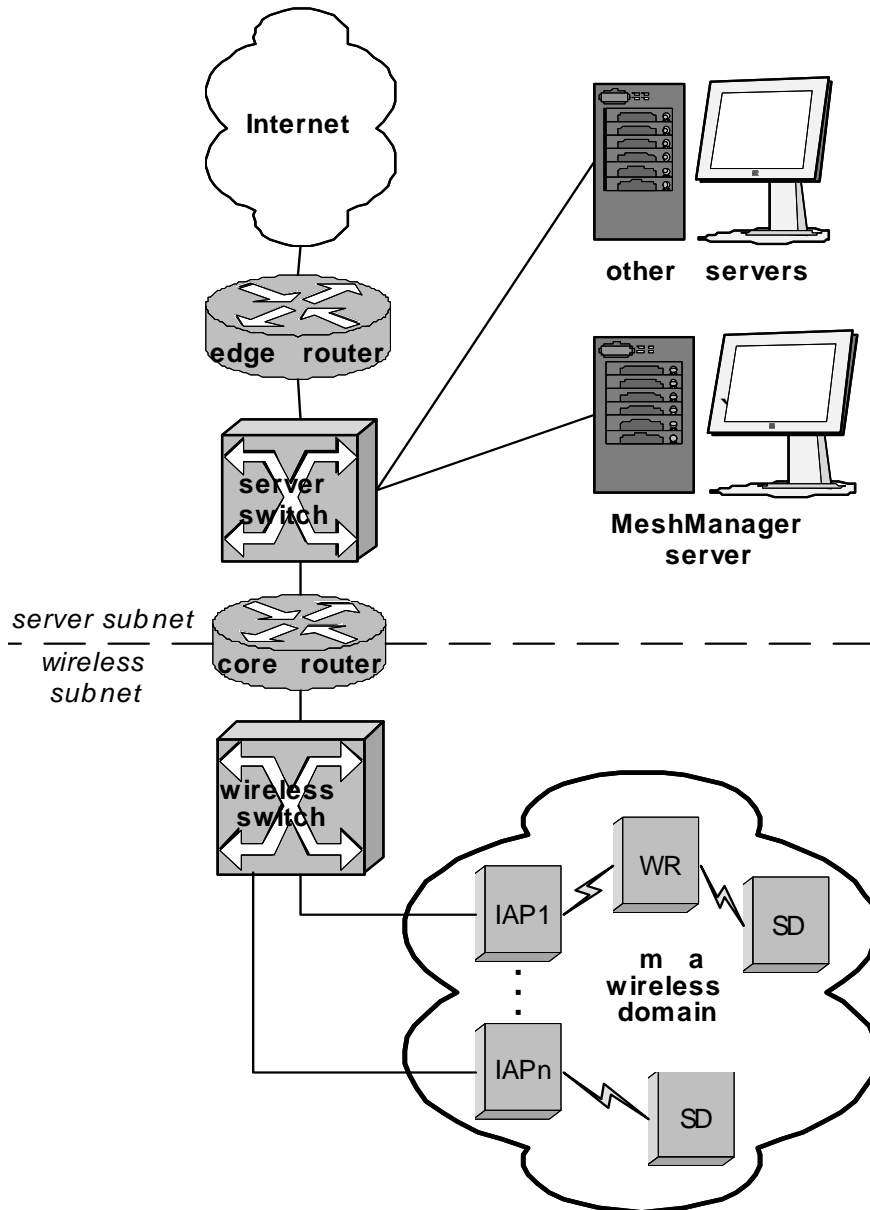 Internet
other servers
edge router
server
switch
MeshManager
server
server subnet
wireless
subnet
core router
wireless
switch
WR
IAP1
SD
m a
wireless
domain
IAPn
SD